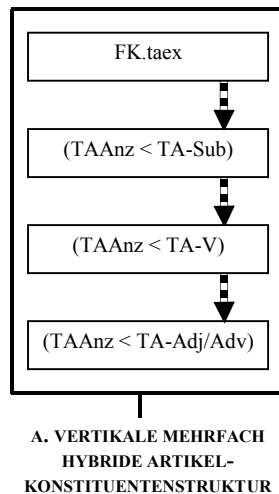 FK.taex
(TAAnz < TA-Sub)
(TAAnz < TA-V)
(TAAnz < TA-Adj/Adv)
A. VERTIKALE MEHRFACH
HYBRIDE ARTIKEL-
KONSTITUENTENSTRUKTUR